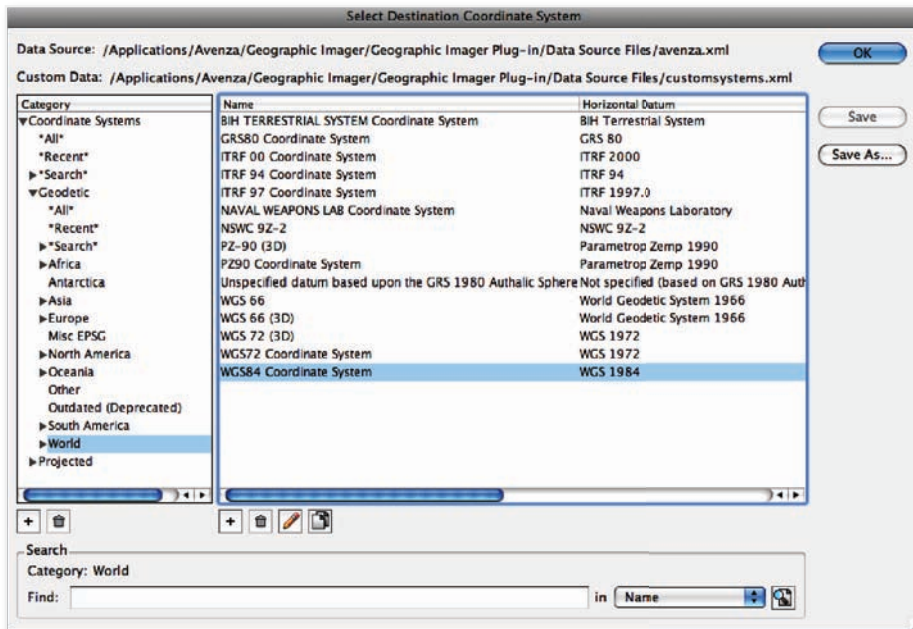 Select Destination Coordinate System
Data Source: /Applications/Avenza/Geographic Imager/Geographic Imager Plug-in/Data Source Files/avenza.xml
OK
Custom Data: /Applications/Avenza/Geographic Imager/Geographic Imager Plug-in/Data Source Files/customsystems.xml
Save
Save As...
Category
Coordinate Systems
*All*
*Recent*
*Search*
Geodetic
*All*
*Recent*
*Search*
Africa
Antarctica
Asia
Europe
Misc EPSG
North America
Oceania
Other
Outdated (Deprecated)
South America
World
Projected
Name Horizontal Datum
BIH TERRESTRIAL SYSTEM Coordinate System BIH Terrestrial System
GRS80 Coordinate System GRS 80
ITRF 00 Coordinate System ITRF 2000
ITRF 94 Coordinate System ITRF 94
ITRF 97 Coordinate System ITRF 1997.0
NAVAL WEAPONS LAB Coordinate System Naval Weapons Laboratory
NSWC 9Z-2 NSWC 9Z-2
PZ-90 (3D) Parametrop Zemp 1990
PZ90 Coordinate System Parametrop Zemp 1990
Unspecified datum based upon the GRS 1980 Authalic Sphere Not specified (based on GRS 1980 Auth
WGS 66 World Geodetic System 1966
WGS 66 (3D) World Geodetic System 1966
WGS 72 (3D) WGS 1972
WGS72 Coordinate System WGS 1972
WGS84 Coordinate System WGS 1984
Search
Category: World
Find: in Name